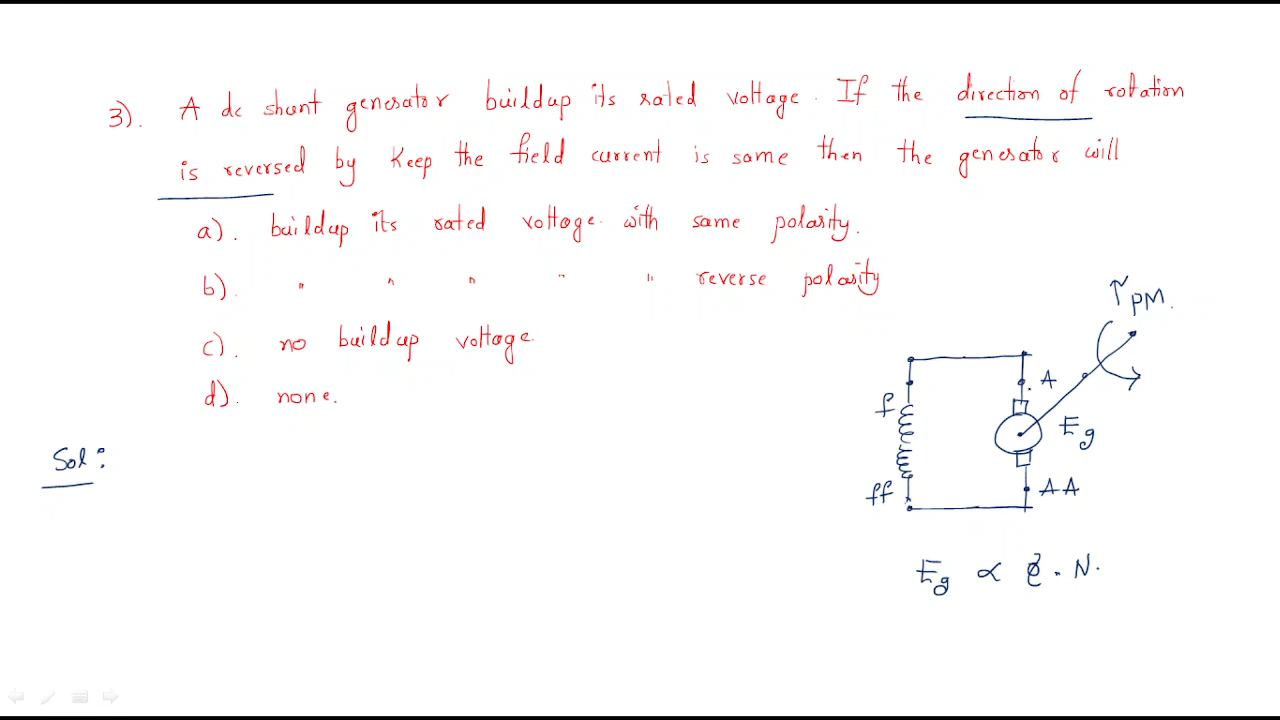 3). A dc shunt generator buildup its rated voltage. If the direction of rotation
is reversed by keep the field current is same then the generator will
a). buildup its rated voltage. with same polarity.
b). " " " " " reverse polarity
c). no buildup voltage.
d). none.
Sol:
τPM.
A
f
Eg
ff
AA
Eg ∝ Φ . N.